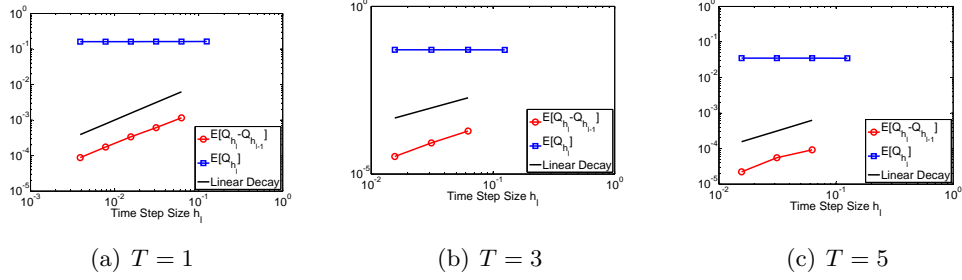 10^0
10^-1
10^-2
10^-3
10^-4
10^-5
10^-3 10^-2 10^-1 10^0
Time Step Size h_l
E[Q_{h_l}-Q_{h_{l-1}}]
E[Q_{h_l}]
Linear Decay
(a) T = 1
10^0
10^-5
10^-2 10^-1 10^0
Time Step Size h_l
E[Q_{h_l}-Q_{h_{l-1}}]
E[Q_{h_l}]
Linear Decay
(b) T = 3
10^0
10^-1
10^-2
10^-3
10^-4
10^-5
10^-2 10^-1 10^0
Time Step Size h_l
E[Q_{h_l}-Q_{h_{l-1}}]
E[Q_{h_l}]
Linear Decay
(c) T = 5